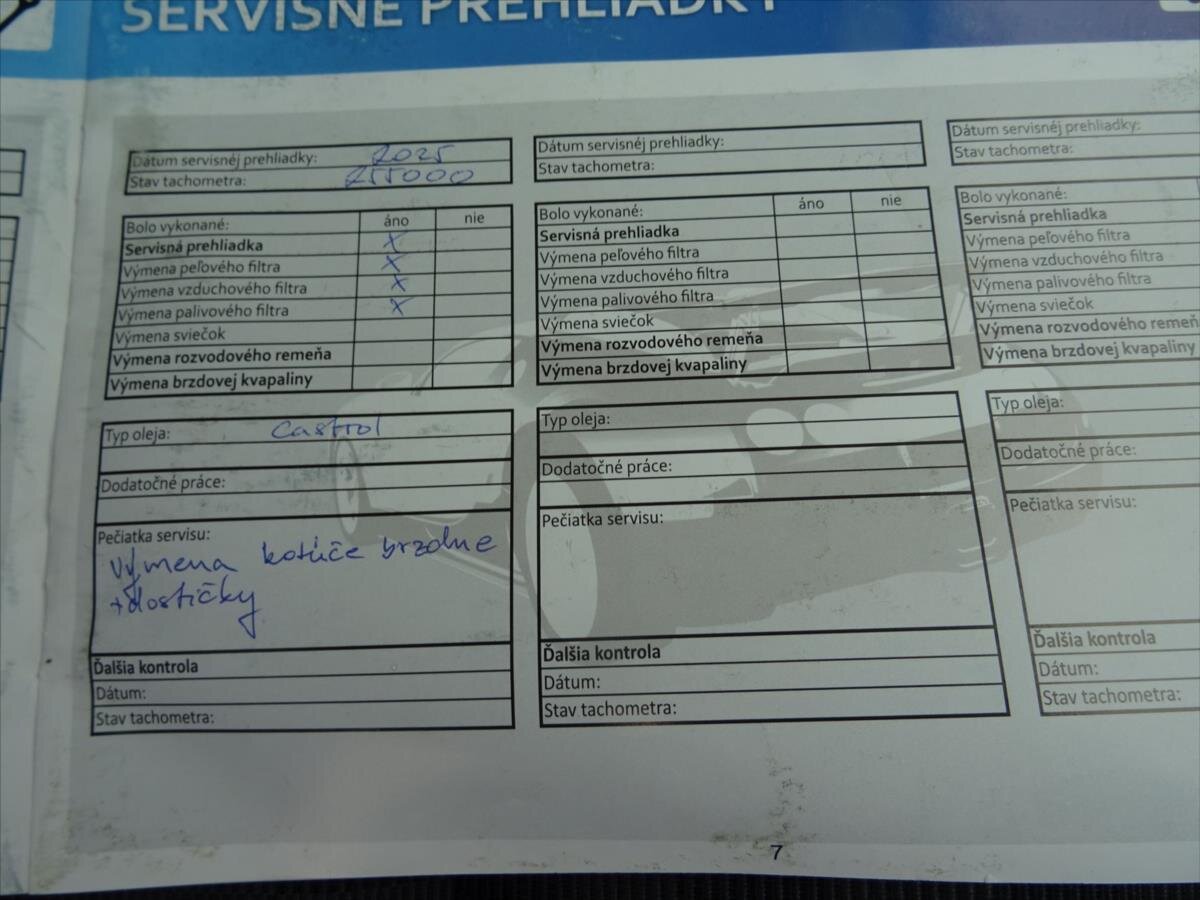 SERVISNÉ PREHLIADKY
Dátum servisnéj prehliadky: 2025
Stav tachometra: 255000
Bolo vykonané: áno nie
Servisná prehliadka X
Výmena peľového filtra X
Výmena vzduchového filtra X
Výmena palivového filtra X
Výmena sviečok
Výmena rozvodového remeňa
Výmena brzdovej kvapaliny
Typ oleja: Castrol
Dodatočné práce:
Pečiatka servisu:
Výmena kotúče brzdne
+dostičky
Ďalšia kontrola
Dátum:
Stav tachometra:
Dátum servisnéj prehliadky:
Stav tachometra:
Bolo vykonané: áno nie
Servisná prehliadka
Výmena peľového filtra
Výmena vzduchového filtra
Výmena palivového filtra
Výmena sviečok
Výmena rozvodového remeňa
Výmena brzdovej kvapaliny
Typ oleja:
Dodatočné práce:
Pečiatka servisu:
Ďalšia kontrola
Dátum:
Stav tachometra:
Dátum servisnéj prehliadky:
Stav tachometra:
Bolo vykonané:
Servisná prehliadka
Výmena peľového filtra
Výmena vzduchového filtra
Výmena palivového filtra
Výmena sviečok
Výmena rozvodového remeň
Výmena brzdovej kvapaliny
Typ oleja:
Dodatočné práce:
Pečiatka servisu:
Ďalšia kontrola
Dátum:
Stav tachometra:
7